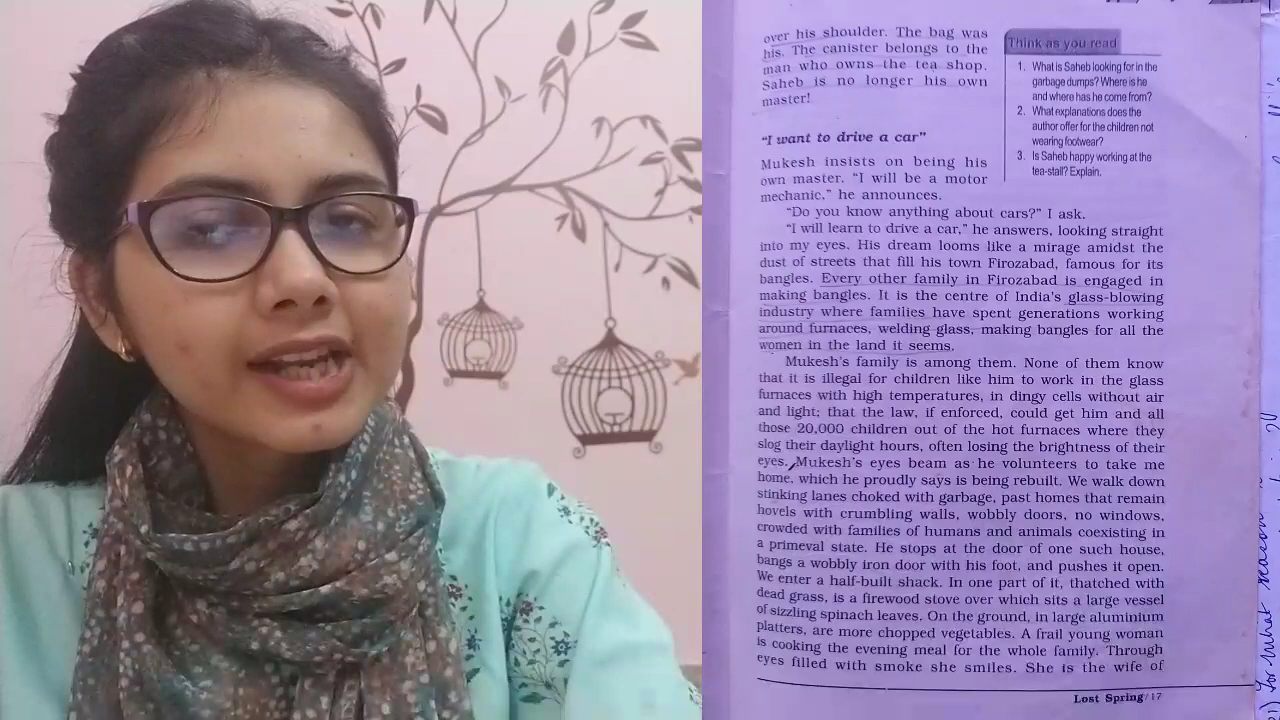 over his shoulder. The bag was
his. The canister belongs to the
man who owns the tea shop.
Saheb is no longer his own
master!
Think as you read
1. What is Saheb looking for in the
garbage dumps? Where is he
and where has he come from?
2. What explanations does the
author offer for the children not
wearing footwear?
3. Is Saheb happy working at the
tea-stall? Explain.
“I want to drive a car”
Mukesh insists on being his
own master. “I will be a motor
mechanic,” he announces.
“Do you know anything about cars?” I ask.
“I will learn to drive a car,” he answers, looking straight
into my eyes. His dream looms like a mirage amidst the
dust of streets that fill his town Firozabad, famous for its
bangles. Every other family in Firozabad is engaged in
making bangles. It is the centre of India's glass-blowing
industry where families have spent generations working
around furnaces, welding glass, making bangles for all the
women in the land it seems.
Mukesh's family is among them. None of them know
that it is illegal for children like him to work in the glass
furnaces with high temperatures, in dingy cells without air
and light; that the law, if enforced, could get him and all
those 20,000 children out of the hot furnaces where they
slog their daylight hours, often losing the brightness of their
eyes. Mukesh's eyes beam as he volunteers to take me
home, which he proudly says is being rebuilt. We walk down
stinking lanes choked with garbage, past homes that remain
hovels with crumbling walls, wobbly doors, no windows,
crowded with families of humans and animals coexisting in
a primeval state. He stops at the door of one such house,
bangs a wobbly iron door with his foot, and pushes it open.
We enter a half-built shack. In one part of it, thatched with
dead grass, is a firewood stove over which sits a large vessel
of sizzling spinach leaves. On the ground, in large aluminium
platters, are more chopped vegetables. A frail young woman
is cooking the evening meal for the whole family. Through
eyes filled with smoke she smiles. She is the wife of
Lost Spring/17
For what reason